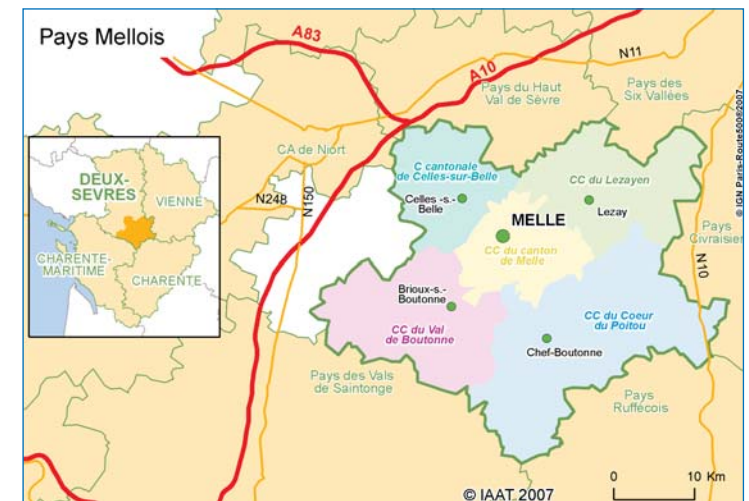 Pays Mellois
A83
A10
N11
Pays du Haut
Val de Sèvre
Pays des
Six Vallées
© IGN Paris-Route5006/2007
CA de Niort
C cantonale
de Celles-sur-Belle
CC du Lezayen
DEUX-
SEVRES
VIENNE
N248
N150
Celles -s.-
Belle
Lezay
MELLE
CC du canton
de Melle
Pays
Civraisien
N10
CHARENTE-
MARITIME
CHARENTE
Brioux-s.-
Boutonne
CC du Val
de Boutonne
CC du Coeur
du Poitou
Chef-Boutonne
Pays des Vals
de Saintonge
Pays
Ruffécois
0 10 Km
© IAAT 2007